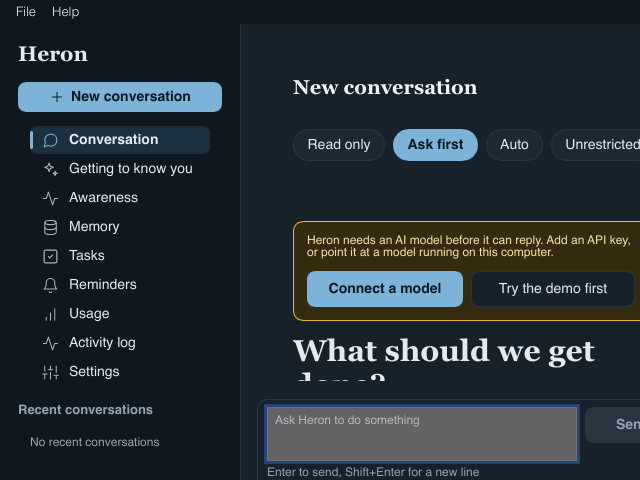 File Help
Heron
New conversation
Conversation
Getting to know you
Awareness
Memory
Tasks
Reminders
Usage
Activity log
Settings
Recent conversations
No recent conversations
New conversation
Read only Ask first Auto Unrestricted
Heron needs an AI model before it can reply. Add an API key,
or point it at a model running on this computer.
Connect a model Try the demo first
What should we get
done?
Ask Heron to do something
Enter to send, Shift+Enter for a new line